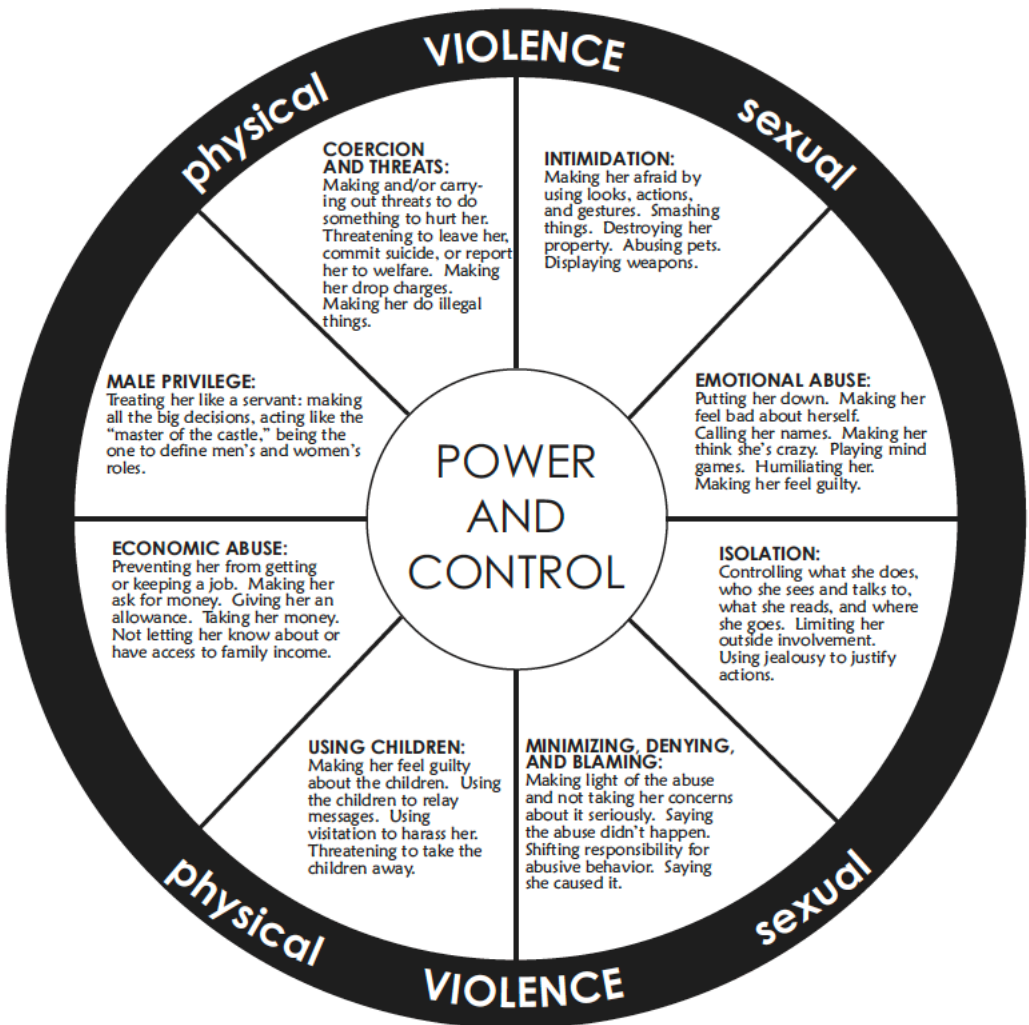 physical VIOLENCE sexual
COERCION
AND THREATS:
Making and/or carry-
ing out threats to do
something to hurt her.
Threatening to leave her,
commit suicide, or report
her to welfare.  Making
her drop charges.
Making her do illegal
things.
INTIMIDATION:
Making her afraid by
using looks, actions,
and gestures.  Smashing
things.  Destroying her
property.  Abusing pets.
Displaying weapons.
MALE PRIVILEGE:
Treating her like a servant: making
all the big decisions, acting like the
“master of the castle,” being the
one to define men’s and women’s
roles.
EMOTIONAL ABUSE:
Putting her down.  Making her
feel bad about herself.
Calling her names.  Making her
think she’s crazy.  Playing mind
games.  Humiliating her.
Making her feel guilty.
POWER
AND
CONTROL
ECONOMIC ABUSE:
Preventing her from getting
or keeping a job.  Making her
ask for money.  Giving her an
allowance.  Taking her money.
Not letting her know about or
have access to family income.
ISOLATION:
Controlling what she does,
who she sees and talks to,
what she reads, and where
she goes.  Limiting her
outside involvement.
Using jealousy to justify
actions.
USING CHILDREN:
Making her feel guilty
about the children.  Using
the children to relay
messages.  Using
visitation to harass her.
Threatening to take the
children away.
MINIMIZING, DENYING,
AND BLAMING:
Making light of the abuse
and not taking her concerns
about it seriously.  Saying
the abuse didn’t happen.
Shifting responsibility for
abusive behavior.  Saying
she caused it.
physical VIOLENCE sexual